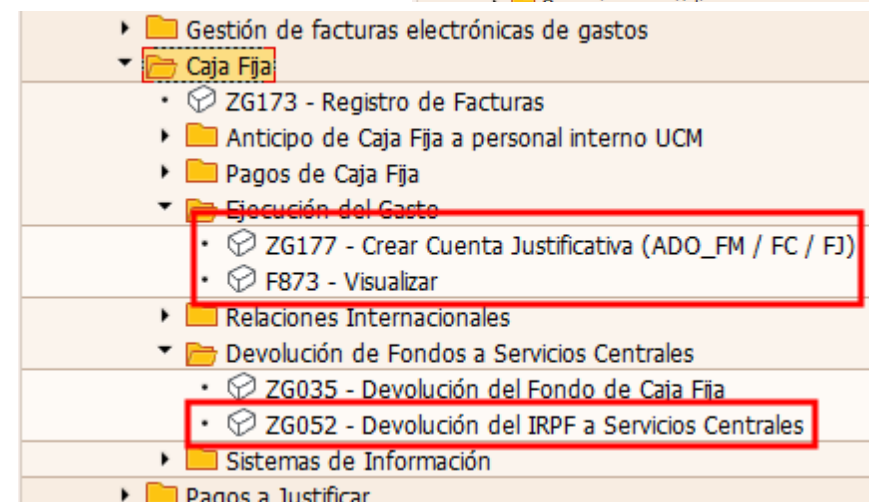 Gestión de facturas electrónicas de gastos
Caja Fija
ZG173 - Registro de Facturas
Anticipo de Caja Fija a personal interno UCM
Pagos de Caja Fija
Ejecución del Gasto
ZG177 - Crear Cuenta Justificativa (ADO_FM / FC / FJ)
F873 - Visualizar
Relaciones Internacionales
Devolución de Fondos a Servicios Centrales
ZG035 - Devolución del Fondo de Caja Fija
ZG052 - Devolución del IRPF a Servicios Centrales
Sistemas de Información
Pagos a Justificar